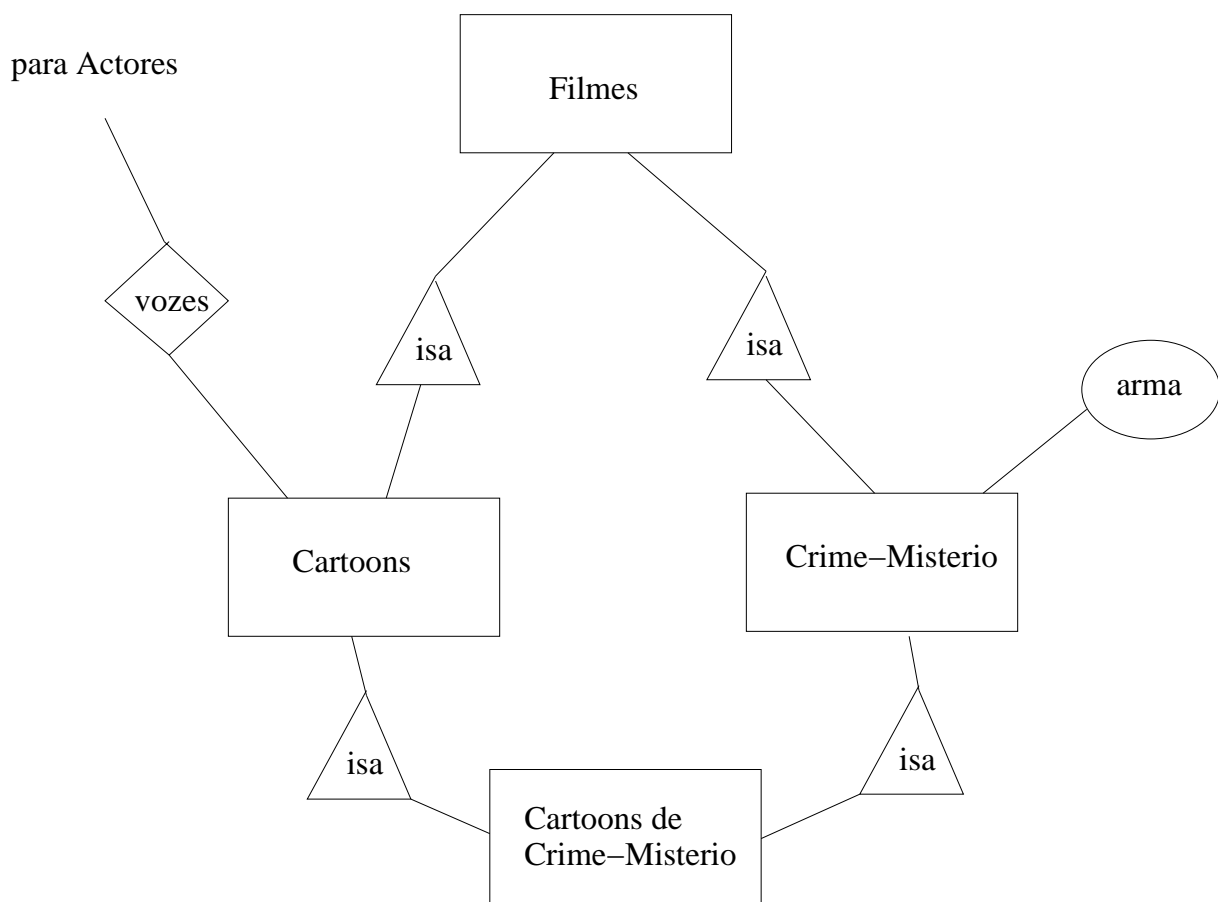 para Actores
Filmes
vozes
isa
isa
arma
Cartoons
Crime−Misterio
isa
isa
Cartoons de
Crime−Misterio